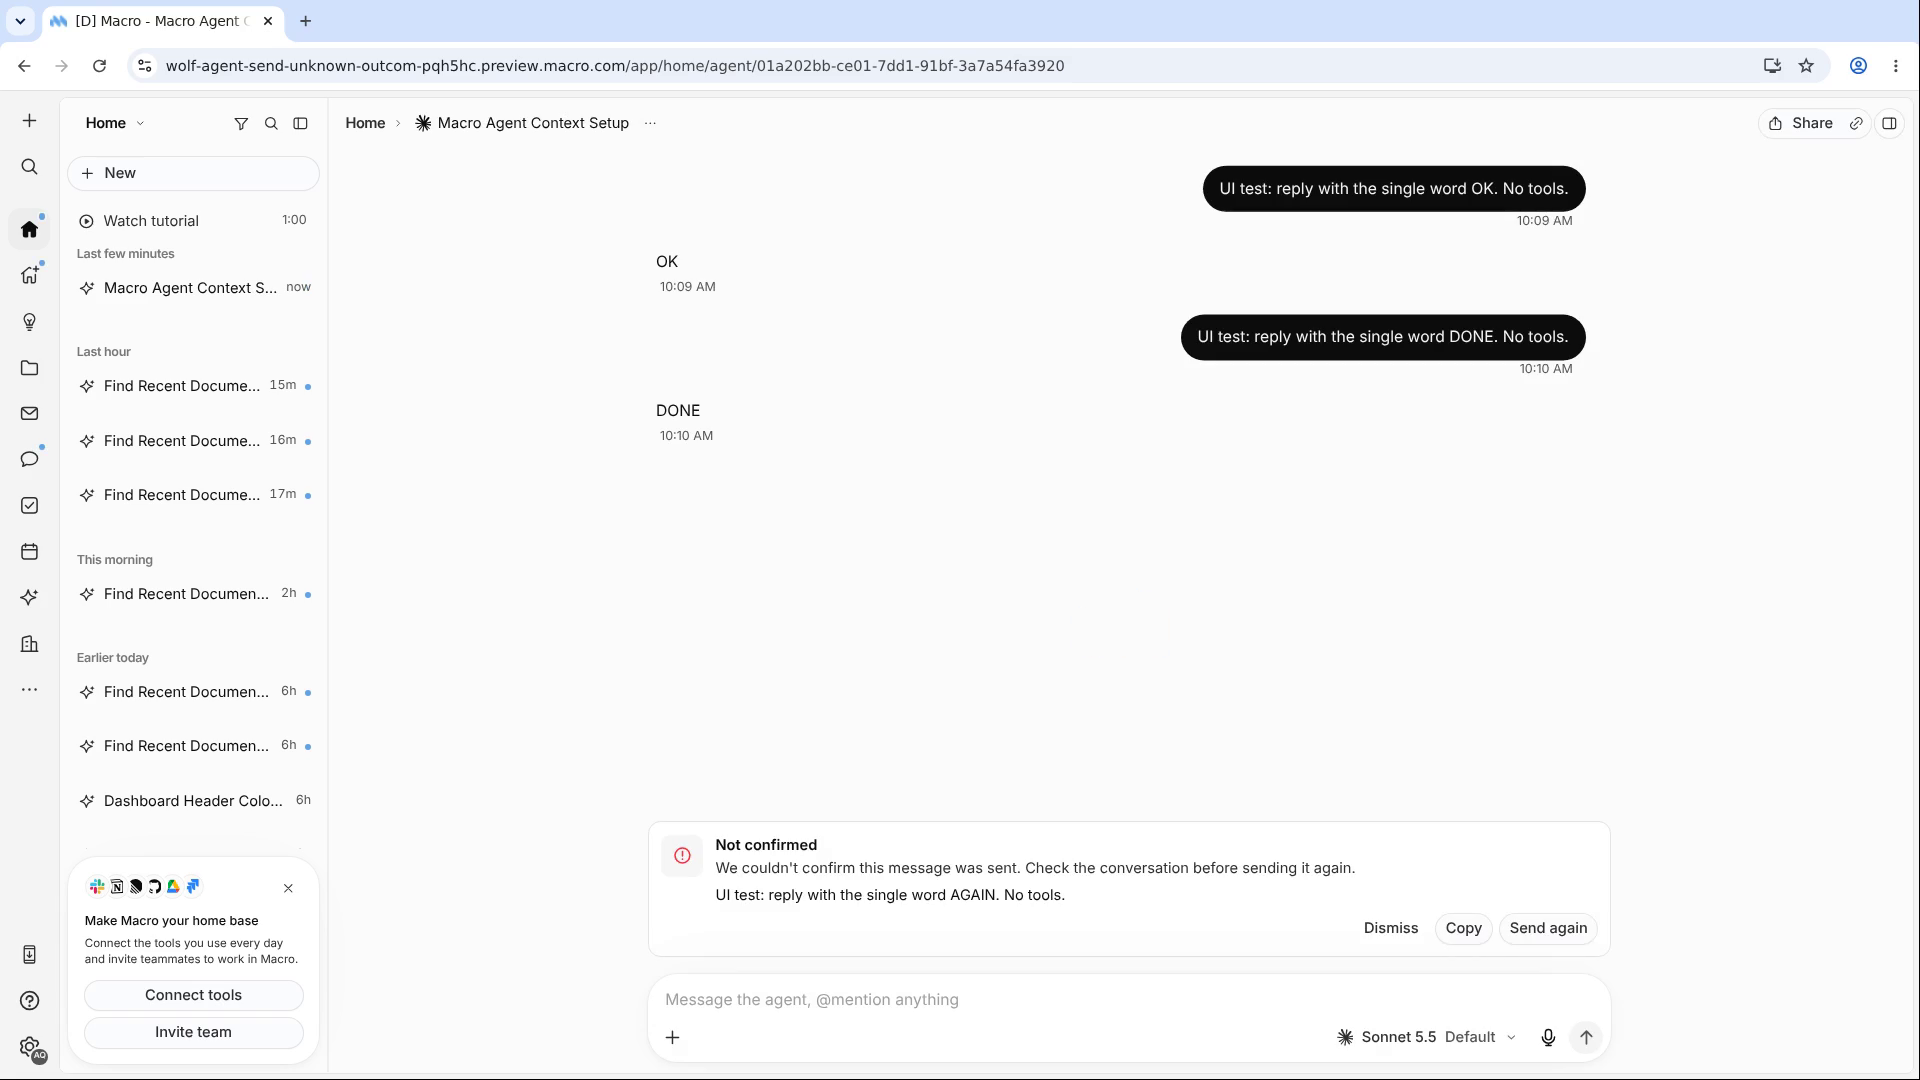 [D] Macro - Macro Agent C
wolf-agent-send-unknown-outcom-pqh5hc.preview.macro.com/app/home/agent/01a202bb-ce01-7dd1-91bf-3a7a54fa3920
Home
New
Watch tutorial 1:00
Last few minutes
Macro Agent Context S... now
Last hour
Find Recent Docume... 15m
Find Recent Docume... 16m
Find Recent Docume... 17m
This morning
Find Recent Documen... 2h
Earlier today
Find Recent Documen... 6h
Find Recent Documen... 6h
Dashboard Header Colo... 6h
Make Macro your home base
Connect the tools you use every day
and invite teammates to work in Macro.
Connect tools
Invite team
AQ
Home > Macro Agent Context Setup ...
Share
UI test: reply with the single word OK. No tools.
10:09 AM
OK
10:09 AM
UI test: reply with the single word DONE. No tools.
10:10 AM
DONE
10:10 AM
Not confirmed
We couldn't confirm this message was sent. Check the conversation before sending it again.
UI test: reply with the single word AGAIN. No tools.
Dismiss Copy Send again
Message the agent, @mention anything
Sonnet 5.5 Default